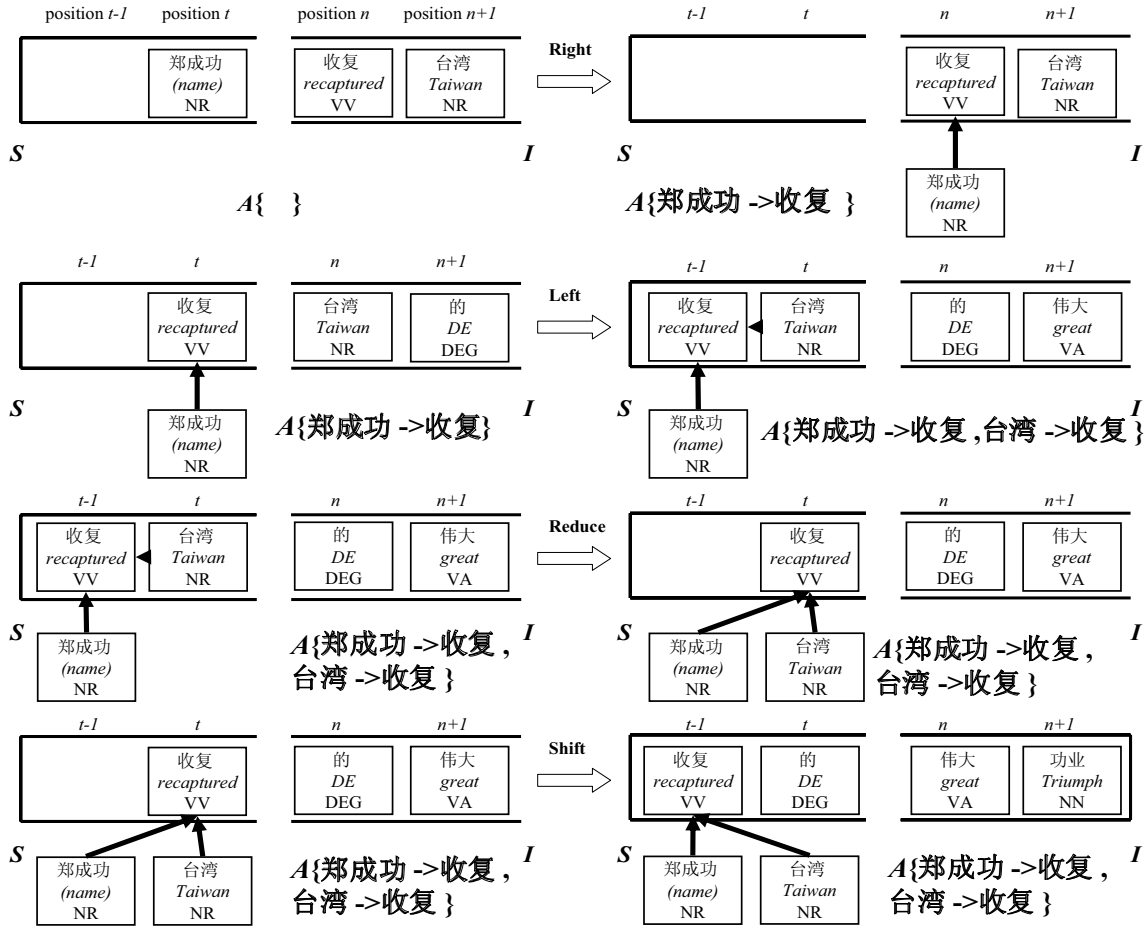 position t-1 position t position n position n+1 t-1 t n n+1
郑成功 收复 台湾 Right 收复 台湾
(name) recaptured Taiwan recaptured Taiwan
NR VV NR VV NR
S I S I
郑成功
A{ } A{郑成功 ->收复 } (name)
NR
t-1 t n n+1 t-1 t n n+1
收复 台湾 的 Left 收复 台湾 的 伟大
recaptured Taiwan DE recaptured Taiwan DE great
VV NR DEG VV NR DEG VA
S I S I
郑成功 A{郑成功 ->收复} 郑成功 A{郑成功 ->收复 ,台湾 ->收复 }
(name) (name)
NR NR
t-1 t n n+1 t-1 t n n+1
收复 台湾 的 伟大 Reduce 收复 的 伟大
recaptured Taiwan DE great recaptured DE great
VV NR DEG VA VV DEG VA
S I S I
郑成功 A{郑成功 ->收复 , 郑成功 台湾 A{郑成功 ->收复 ,
(name) 台湾 ->收复 } (name) Taiwan 台湾 ->收复 }
NR NR NR
t-1 t n n+1 t-1 t n n+1
收复 的 伟大 Shift 收复 的 伟大 功业
recaptured DE great recaptured DE great Triumph
VV DEG VA VV DEG VA NN
S I S I
郑成功 台湾 A{郑成功 ->收复 , 郑成功 台湾 A{郑成功 ->收复 ,
(name) Taiwan 台湾 ->收复 } (name) Taiwan 台湾 ->收复 }
NR NR NR NR